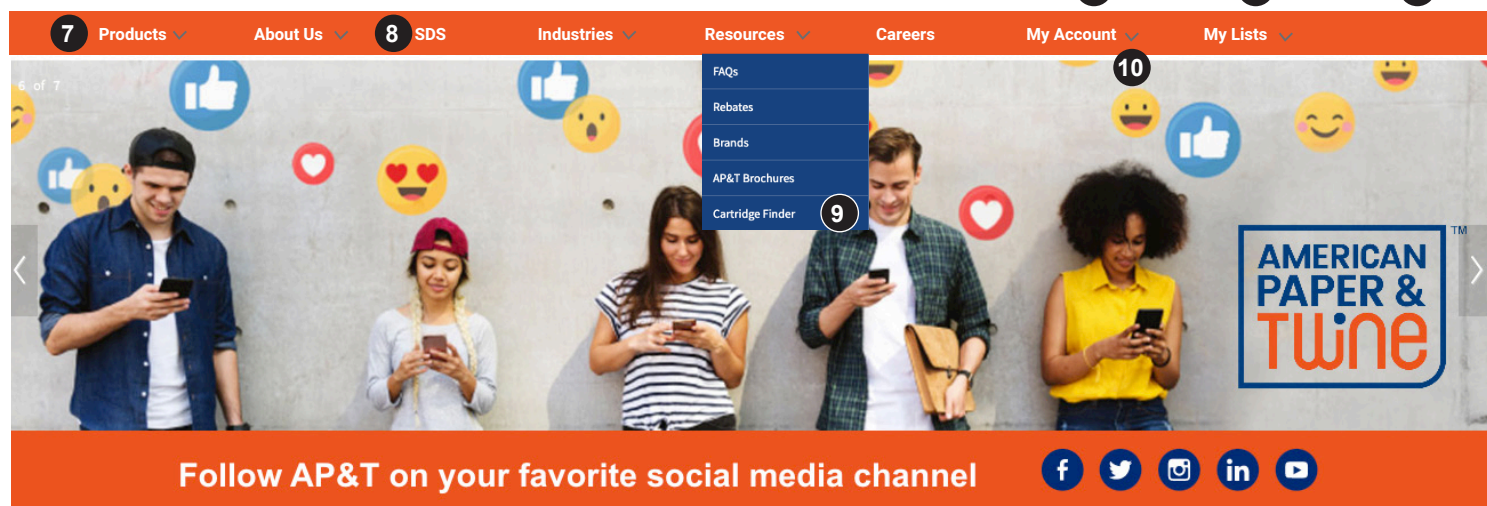 7 Products About Us 8 SDS Industries Resources Careers My Account My Lists
10
FAQs
6 of 7
Rebates
Brands
AP&T Brochures
Cartridge Finder 9
TM
AMERICAN
PAPER &
TWINE
Follow AP&T on your favorite social media channel f in